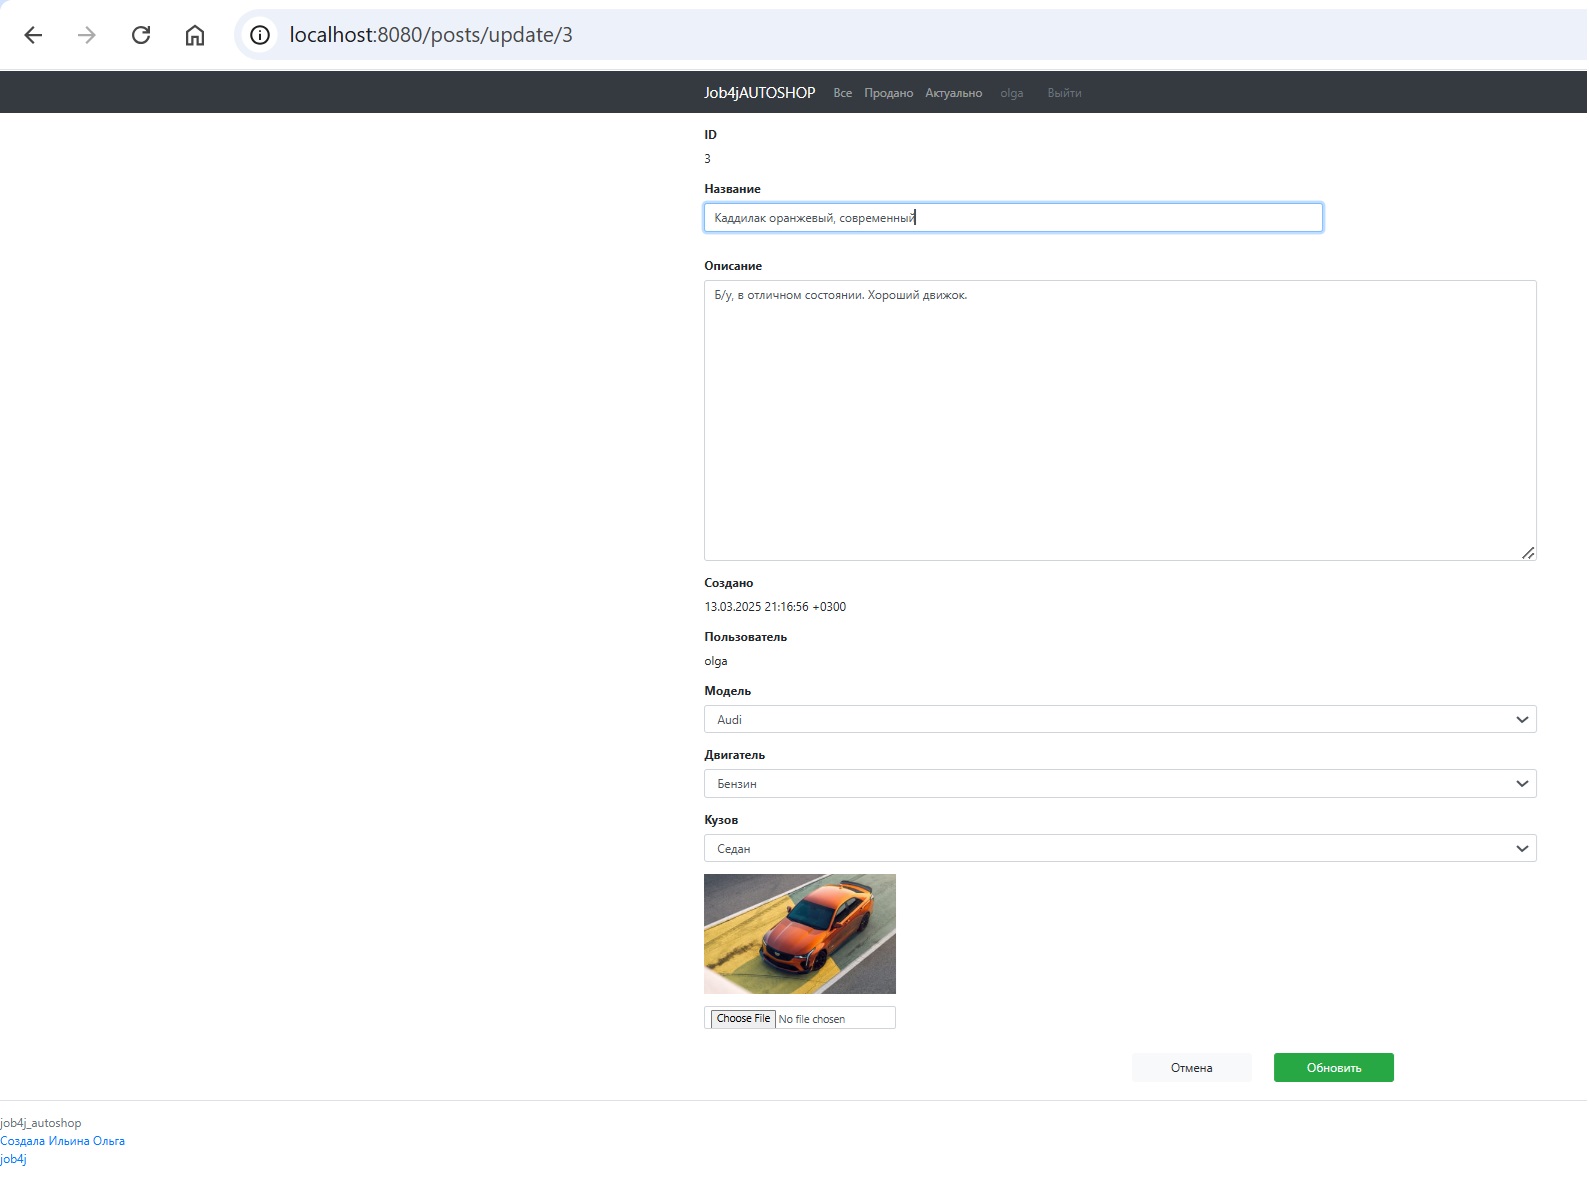 localhost:8080/posts/update/3
Job4jAUTOSHOP Все Продано Актуально olga Выйти
ID
3
Название
Каддилак оранжевый, современный
Описание
Б/у, в отличном состоянии. Хороший движок.
Создано
13.03.2025 21:16:56 +0300
Пользователь
olga
Модель
Audi
Двигатель
Бензин
Кузов
Седан
Choose File No file chosen
Отмена Обновить
job4j_autoshop
Создала Ильина Ольга
job4j